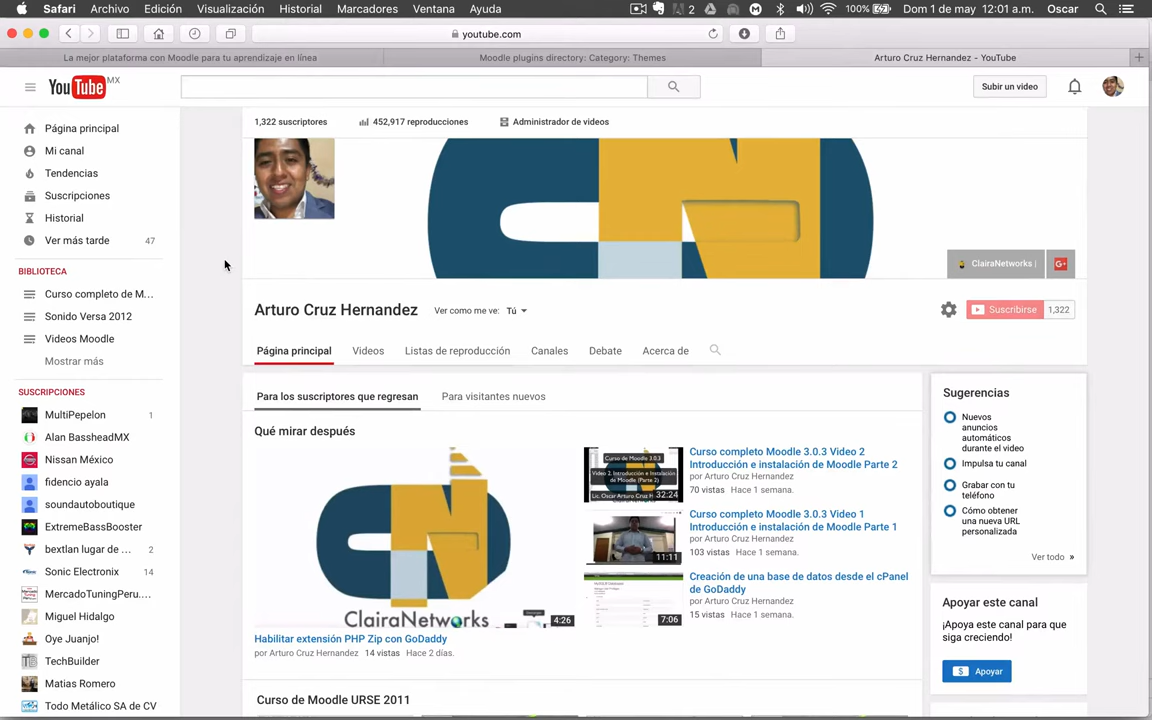 Safari Archivo Edición Visualización Historial Marcadores Ventana Ayuda 2 100% Dom 1 de may 12:01 a.m. Oscar
youtube.com
La mejor plataforma con Moodle para tu aprendizaje en línea Moodle plugins directory: Category: Themes Arturo Cruz Hernandez - YouTube
YouTube MX Subir un video
1,322 suscriptores 452,917 reproducciones Administrador de videos
Página principal
Mi canal
Tendencias
Suscripciones
Historial
Ver más tarde 47
BIBLIOTECA
Curso completo de M...
Sonido Versa 2012
Videos Moodle
Mostrar más
SUSCRIPCIONES
MultiPepelon 1
Alan BassheadMX
Nissan México
fidencio ayala
soundautoboutique
ExtremeBassBooster
bextlan lugar de ... 2
Sonic Electronix 14
MercadoTuningPeru....
Miguel Hidalgo
Oye Juanjo!
TechBuilder
Matias Romero
Todo Metálico SA de CV
ClairaNetworks |
Arturo Cruz Hernandez Ver como me ve: Tú Suscribirse 1,322
Página principal Videos Listas de reproducción Canales Debate Acerca de
Para los suscriptores que regresan Para visitantes nuevos
Qué mirar después
ClairaNetworks
4:26
Habilitar extensión PHP Zip con GoDaddy
por Arturo Cruz Hernandez 14 vistas Hace 2 días.
Curso de Moodle 3.0.3
Video 2. Introducción e instalación
de Moodle (Parte 2)
32:24
Curso completo Moodle 3.0.3 Video 2
Introducción e instalación de Moodle Parte 2
por Arturo Cruz Hernandez
70 vistas Hace 1 semana.
11:11
Curso completo Moodle 3.0.3 Video 1
Introducción e instalación de Moodle Parte 1
por Arturo Cruz Hernandez
103 vistas Hace 1 semana.
7:06
Creación de una base de datos desde el cPanel
de GoDaddy
por Arturo Cruz Hernandez
15 vistas Hace 1 semana.
Curso de Moodle URSE 2011
Sugerencias
Nuevos
anuncios
automáticos
durante el video
Impulsa tu canal
Grabar con tu
teléfono
Cómo obtener
una nueva URL
personalizada
Ver todo »
Apoyar este canal
¡Apoya este canal para que
siga creciendo!
$ Apoyar